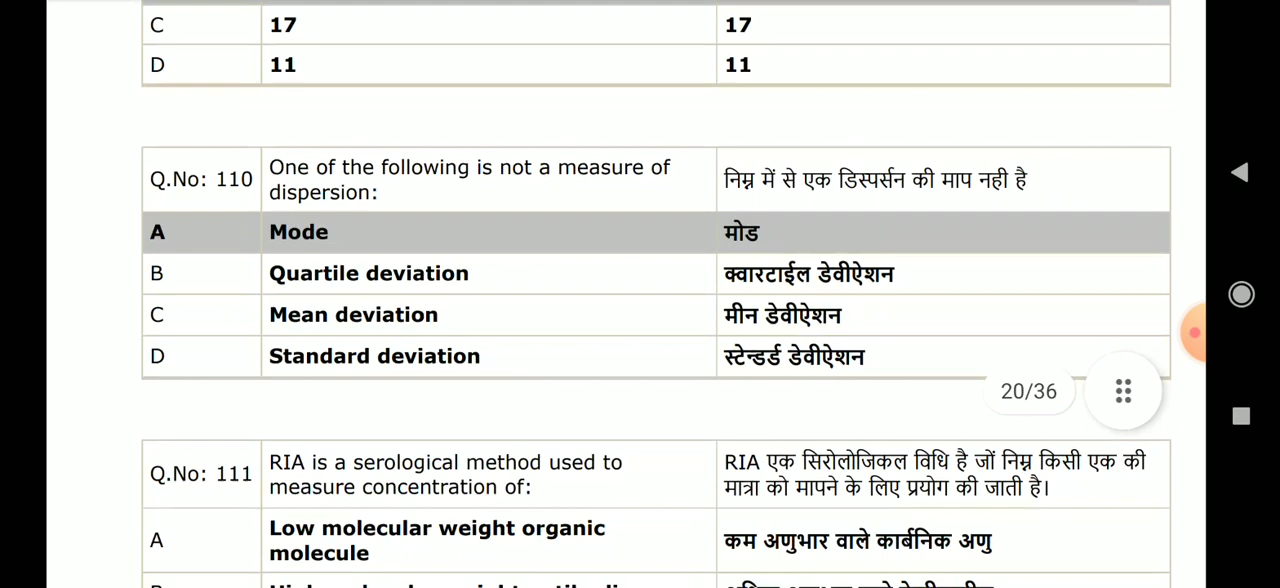 C 17 17
D 11 11
Q.No: 110 One of the following is not a measure of dispersion: निम्न में से एक डिस्पर्सन की माप नही है
A Mode मोड
B Quartile deviation क्वारटाईल डेवीऐशन
C Mean deviation मीन डेवीऐशन
D Standard deviation स्टेन्डर्ड डेवीऐशन
20/36
Q.No: 111 RIA is a serological method used to measure concentration of: RIA एक सिरोलोजिकल विधि है जों निम्न किसी एक की मात्रा को मापने के लिए प्रयोग की जाती है।
A Low molecular weight organic molecule कम अणुभार वाले कार्बनिक अणु